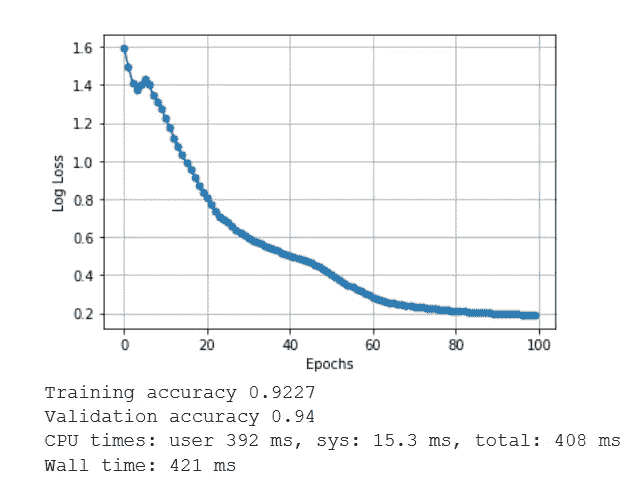 1.6
1.4
1.2
1.0
0.8
0.6
0.4
0.2
Log Loss
0 20 40 60 80 100
Epochs
Training accuracy 0.9227
Validation accuracy 0.94
CPU times: user 392 ms, sys: 15.3 ms, total: 408 ms
Wall time: 421 ms